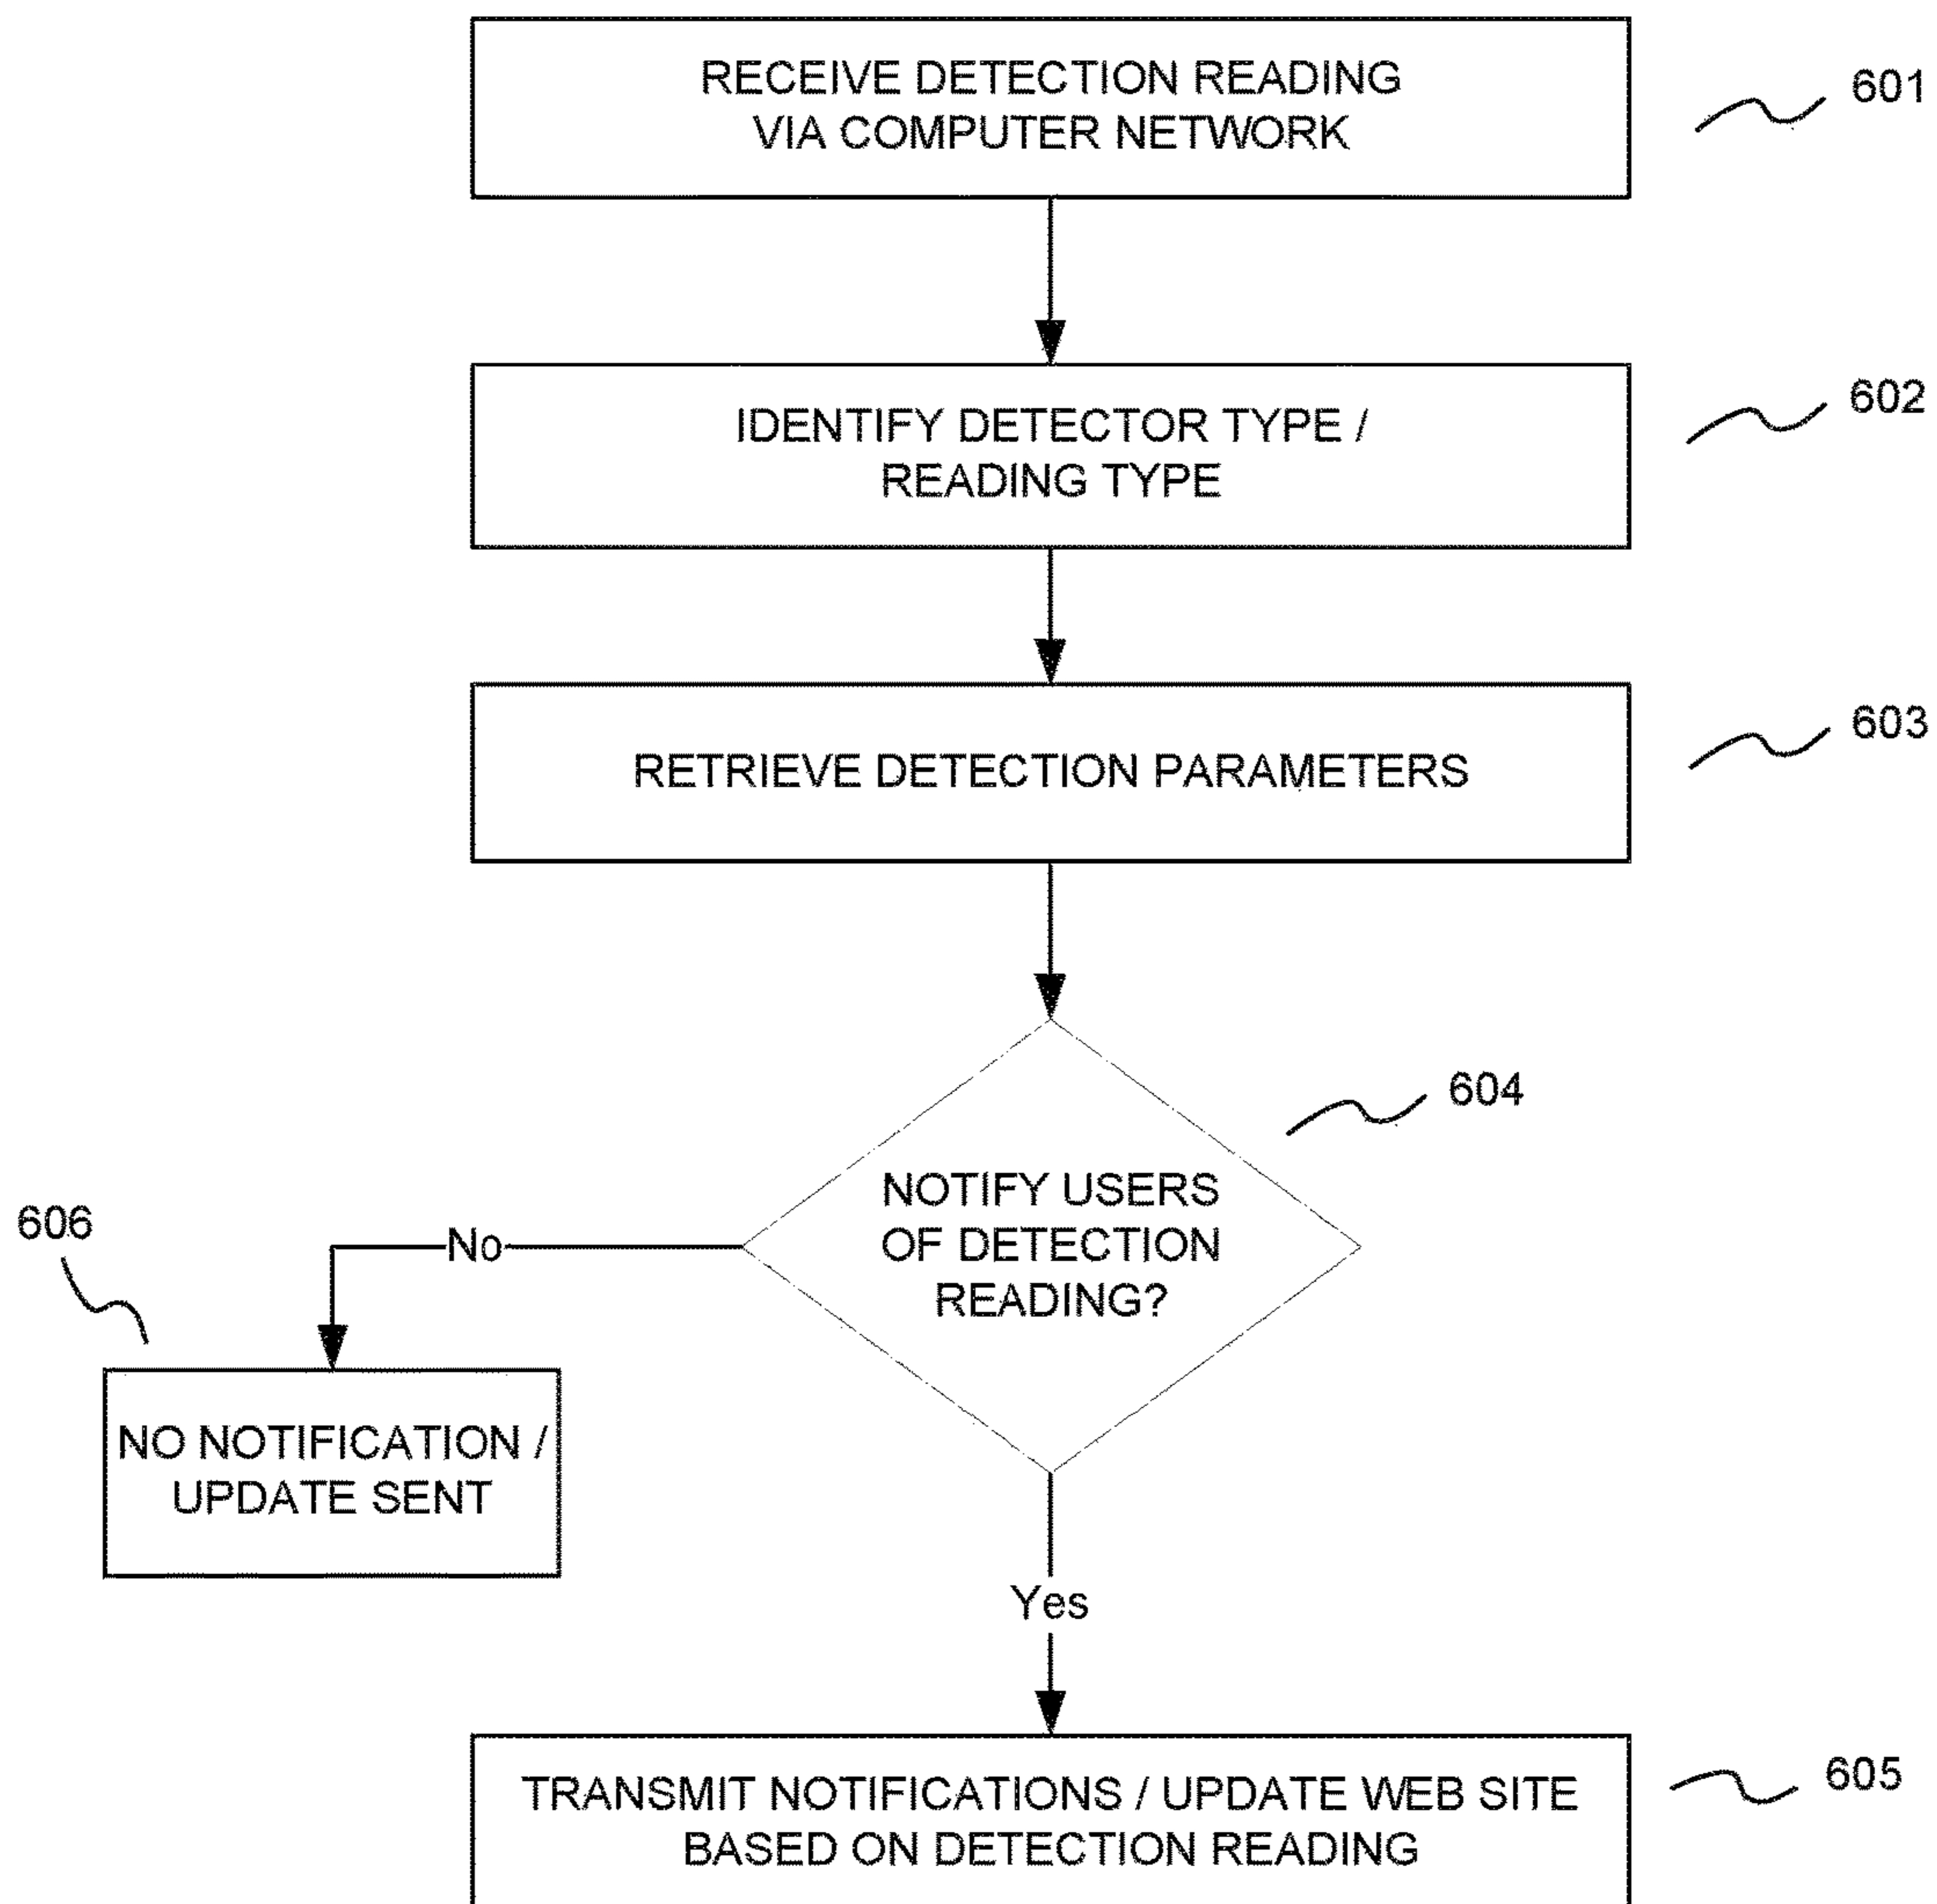 RECEIVE DETECTION READING
VIA COMPUTER NETWORK
601
IDENTIFY DETECTOR TYPE /
READING TYPE
602
RETRIEVE DETECTION PARAMETERS
603
604
NOTIFY USERS
OF DETECTION
READING?
No
606
NO NOTIFICATION /
UPDATE SENT
Yes
TRANSMIT NOTIFICATIONS / UPDATE WEB SITE
BASED ON DETECTION READING
605